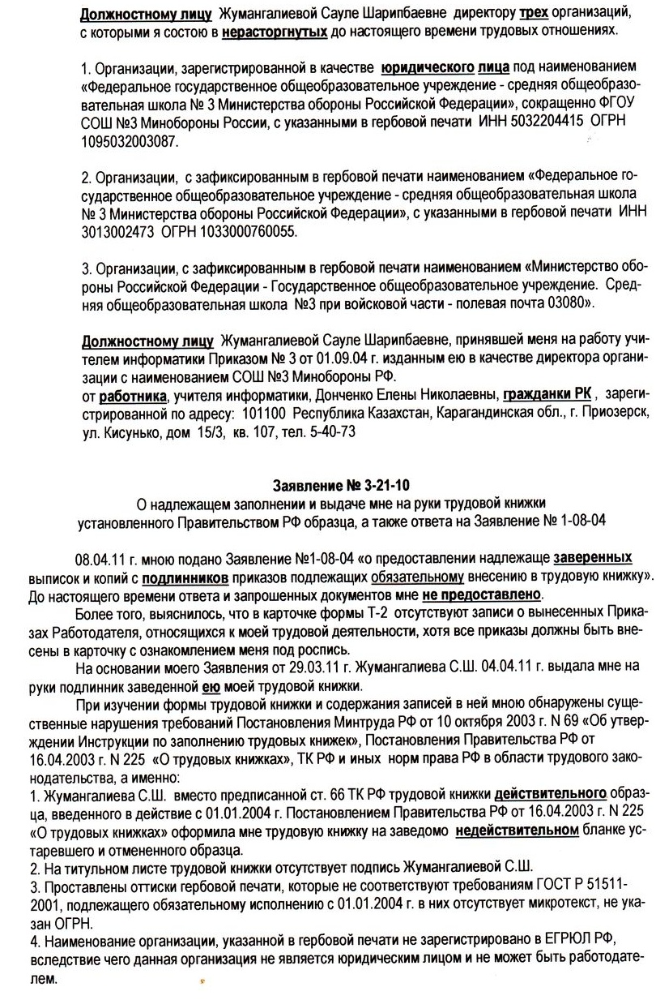 Должностному лицу Жумангалиевой Сауле Шарипбаевне директору трех организаций,
с которыми я состою в нерасторгнутых до настоящего времени трудовых отношениях.
1. Организации, зарегистрированной в качестве юридического лица под наименованием
«Федеральное государственное общеобразовательное учреждение - средняя общеобразо-
вательная школа № 3 Министерства обороны Российской Федерации», сокращенно ФГОУ
СОШ №3 Минобороны России, с указанными в гербовой печати ИНН 5032204415 ОГРН
1095032003087.
2. Организации, с зафиксированным в гербовой печати наименованием «Федеральное го-
сударственное общеобразовательное учреждение - средняя общеобразовательная школа
№ 3 Министерства обороны Российской Федерации», с указанными в гербовой печати ИНН
3013002473 ОГРН 1033000760055.
3. Организации, с зафиксированным в гербовой печати наименованием «Министерство обо-
роны Российской Федерации - Государственное общеобразовательное учреждение. Сред-
няя общеобразовательная школа №3 при войсковой части - полевая почта 03080».
Должностному лицу Жумангалиевой Сауле Шарипбаевне, принявшей меня на работу учи-
телем информатики Приказом № 3 от 01.09.04 г. изданным ею в качестве директора органи-
зации с наименованием СОШ №3 Минобороны РФ.
от работника, учителя информатики, Донченко Елены Николаевны, гражданки РК , зареги-
стрированной по адресу: 101100 Республика Казахстан, Карагандинская обл., г. Приозерск,
ул. Кисунько, дом 15/3, кв. 107, тел. 5-40-73
Заявление № 3-21-10
О надлежащем заполнении и выдаче мне на руки трудовой книжки
установленного Правительством РФ образца, а также ответа на Заявление № 1-08-04
08.04.11 г. мною подано Заявление №1-08-04 «о предоставлении надлежаще заверенных
выписок и копий с подлинников приказов подлежащих обязательному внесению в трудовую книжку».
До настоящего времени ответа и запрошенных документов мне не предоставлено.
Более того, выяснилось, что в карточке формы Т-2 отсутствуют записи о вынесенных Прика-
зах Работодателя, относящихся к моей трудовой деятельности, хотя все приказы должны быть вне-
сены в карточку с ознакомлением меня под роспись.
На основании моего Заявления от 29.03.11 г. Жумангалиева С.Ш. 04.04.11 г. выдала мне на
руки подлинник заведенной ею моей трудовой книжки.
При изучении формы трудовой книжки и содержания записей в ней мною обнаружены суще-
ственные нарушения требований Постановления Минтруда РФ от 10 октября 2003 г. N 69 «Об утвер-
ждении Инструкции по заполнению трудовых книжек», Постановления Правительства РФ от
16.04.2003 г. N 225 «О трудовых книжках», ТК РФ и иных норм права РФ в области трудового зако-
нодательства, а именно:
1. Жумангалиева С.Ш. вместо предписанной ст. 66 ТК РФ трудовой книжки действительного образ-
ца, введенного в действие с 01.01.2004 г. Постановлением Правительства РФ от 16.04.2003 г. N 225
«О трудовых книжках» оформила мне трудовую книжку на заведомо недействительном бланке ус-
таревшего и отмененного образца.
2. На титульном листе трудовой книжки отсутствует подпись Жумангалиевой С.Ш.
3. Проставлены оттиски гербовой печати, которые не соответствуют требованиям ГОСТ Р 51511-
2001, подлежащего обязательному исполнению с 01.01.2004 г. в них отсутствует микротекст, не ука-
зан ОГРН.
4. Наименование организации, указанной в гербовой печати не зарегистрировано в ЕГРЮЛ РФ,
вследствие чего данная организация не является юридическим лицом и не может быть работодате-
лем.